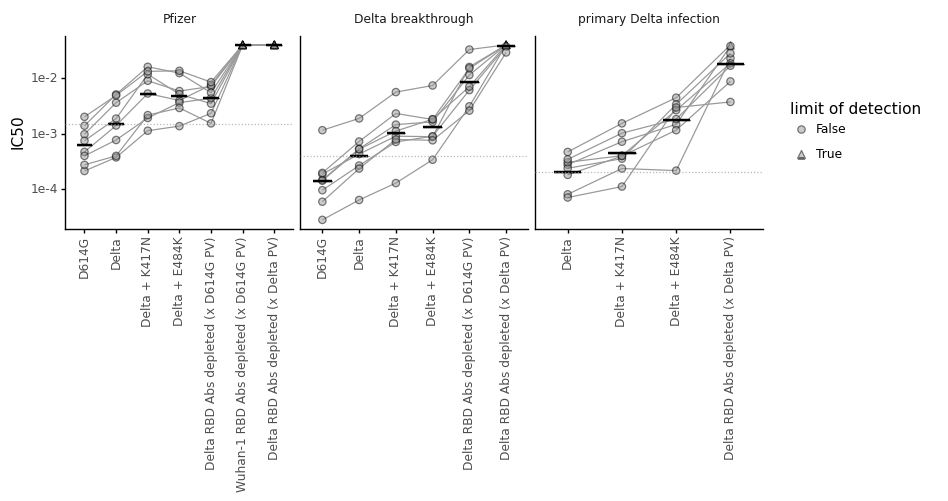 Pfizer
Delta breakthrough
primary Delta infection
IC50
1e-2
1e-3
1e-4
D614G
Delta
Delta + K417N
Delta + E484K
Delta RBD Abs depleted (x D614G PV)
Wuhan-1 RBD Abs depleted (x D614G PV)
Delta RBD Abs depleted (x Delta PV)
D614G
Delta
Delta + K417N
Delta + E484K
Delta RBD Abs depleted (x D614G PV)
Delta RBD Abs depleted (x Delta PV)
Delta
Delta + K417N
Delta + E484K
Delta RBD Abs depleted (x Delta PV)
limit of detection
False
True